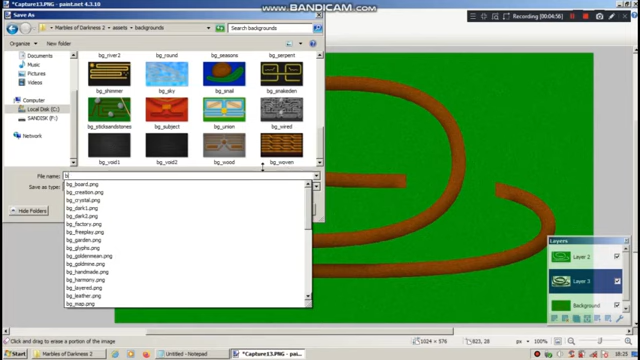 *Capture13.PNG - paint.net 4.3.10
WWW.BANDICAM.COM
Recording [00:04:56]
Save As
Marbles of Darkness 2 ▸ assets ▸ backgrounds
Search backgrounds
Organize
New folder
Documents
Music
Pictures
Videos
Computer
Local Disk (C:)
SANDISK (F:)
Network
bg_river2
bg_round
bg_seasons
bg_serpent
bg_shimmer
bg_sky
bg_snail
bg_snakeden
bg_sticksandstones
bg_subject
bg_union
bg_wired
bg_void1
bg_void2
bg_wood
bg_woven
File name:
b
Save as type:
bg_board.png
bg_creation.png
bg_crystal.png
bg_dark1.png
bg_dark2.png
bg_factory.png
bg_freeplay.png
bg_garden.png
bg_glyphs.png
bg_goldenmean.png
bg_goldmine.png
bg_handmade.png
bg_harmony.png
bg_layered.png
bg_leather.png
bg_map.png
Hide Folders
Layers
Layer 2
Layer 3
Background
Click and drag to erase a portion of the image.
1024 × 576
823, 28
px
100%
Start
Marbles of Darkness 2
Untitled - Notepad
*Capture13.PNG - pai...
18:25